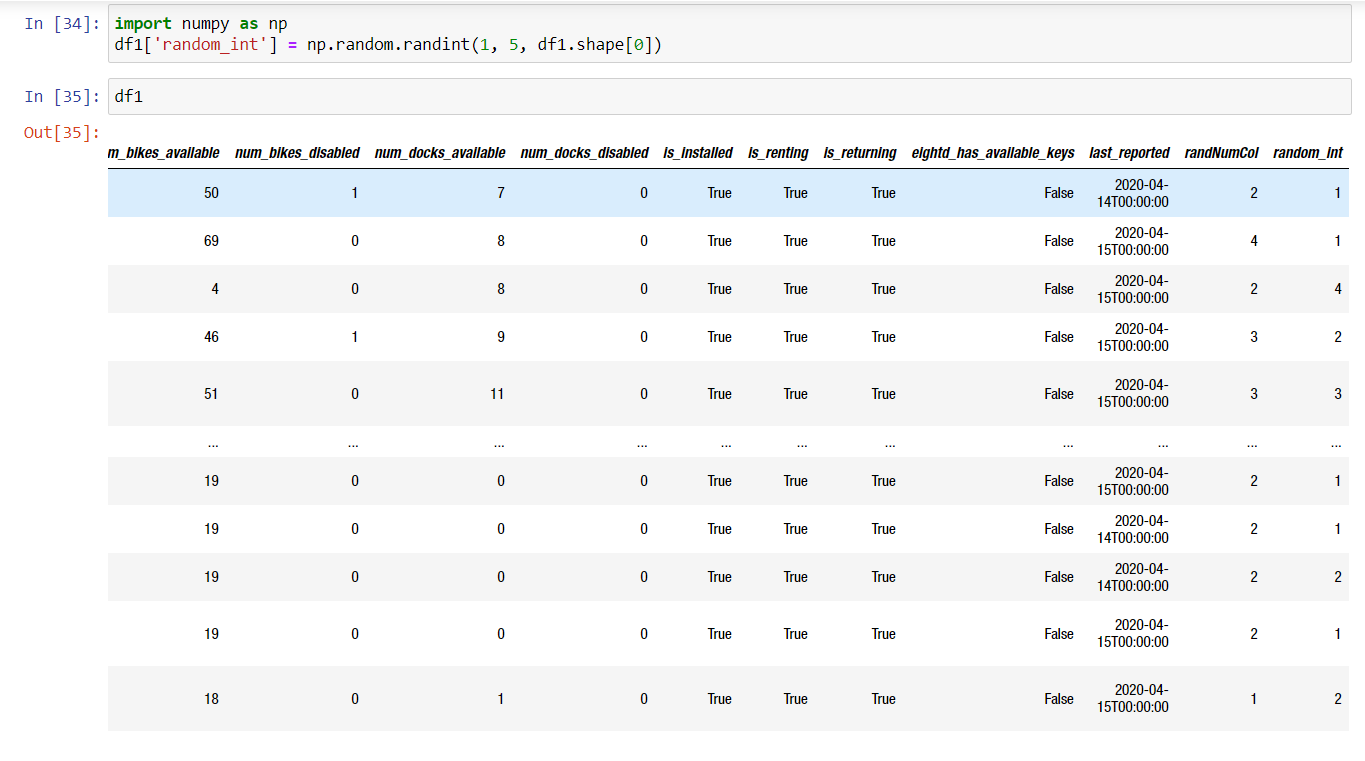 In [34]: import numpy as np
df1['random_int'] = np.random.randint(1, 5, df1.shape[0])
In [35]: df1
Out[35]:
m_bikes_available num_bikes_disabled num_docks_available num_docks_disabled is_installed is_renting is_returning eightd_has_available_keys last_reported randNumCol random_int
50 1 7 0 True True True False 2020-04-14T00:00:00 2 1
69 0 8 0 True True True False 2020-04-15T00:00:00 4 1
4 0 8 0 True True True False 2020-04-15T00:00:00 2 4
46 1 9 0 True True True False 2020-04-15T00:00:00 3 2
51 0 11 0 True True True False 2020-04-15T00:00:00 3 3
... ... ... ... ... ... ... ... ... ... ...
19 0 0 0 True True True False 2020-04-15T00:00:00 2 1
19 0 0 0 True True True False 2020-04-14T00:00:00 2 1
19 0 0 0 True True True False 2020-04-14T00:00:00 2 2
19 0 0 0 True True True False 2020-04-15T00:00:00 2 1
18 0 1 0 True True True False 2020-04-15T00:00:00 1 2